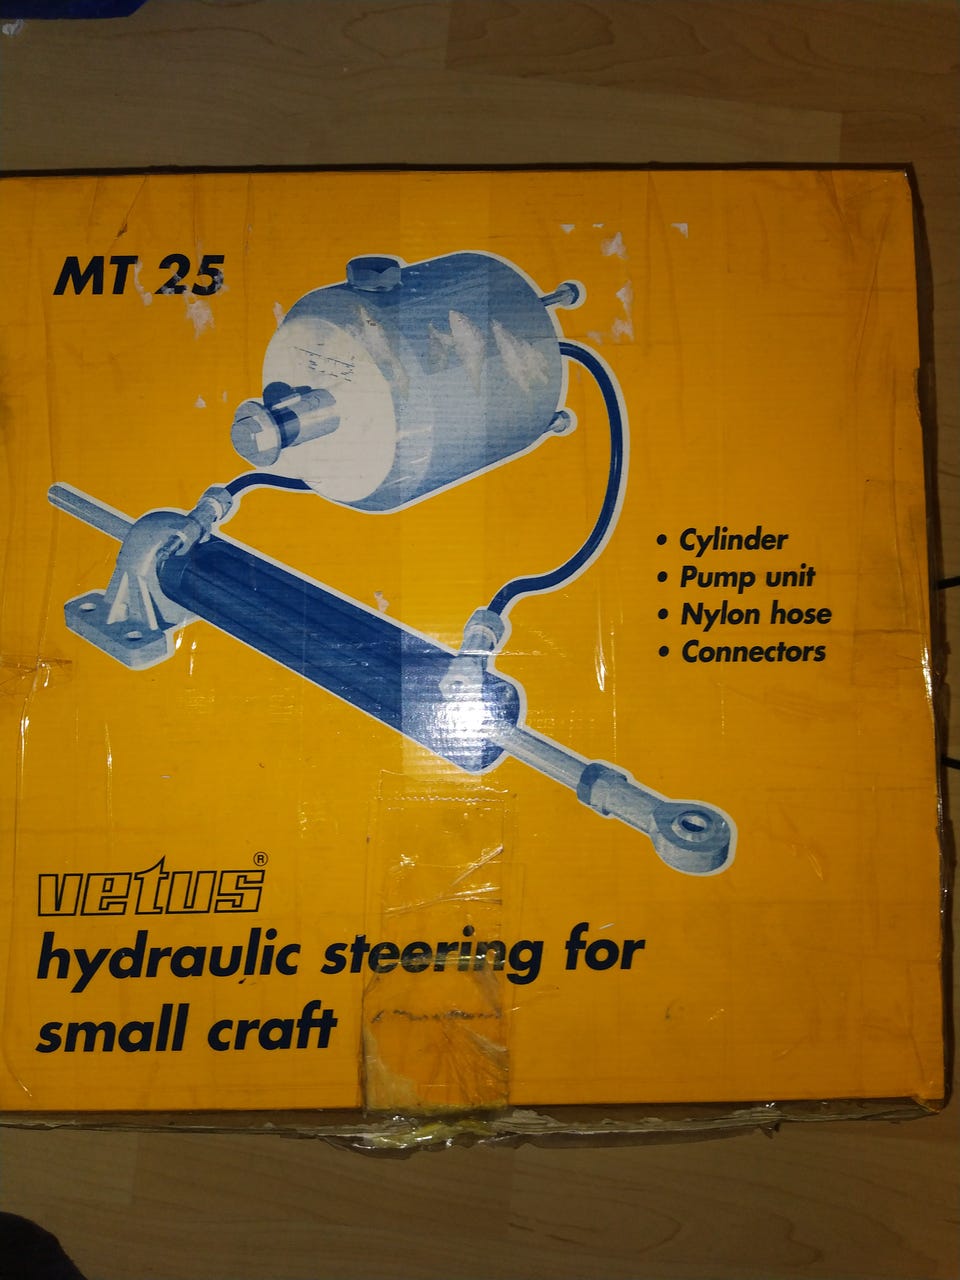 MT 25
• Cylinder
• Pump unit
• Nylon hose
• Connectors
vetus®
hydraulic steering for
small craft